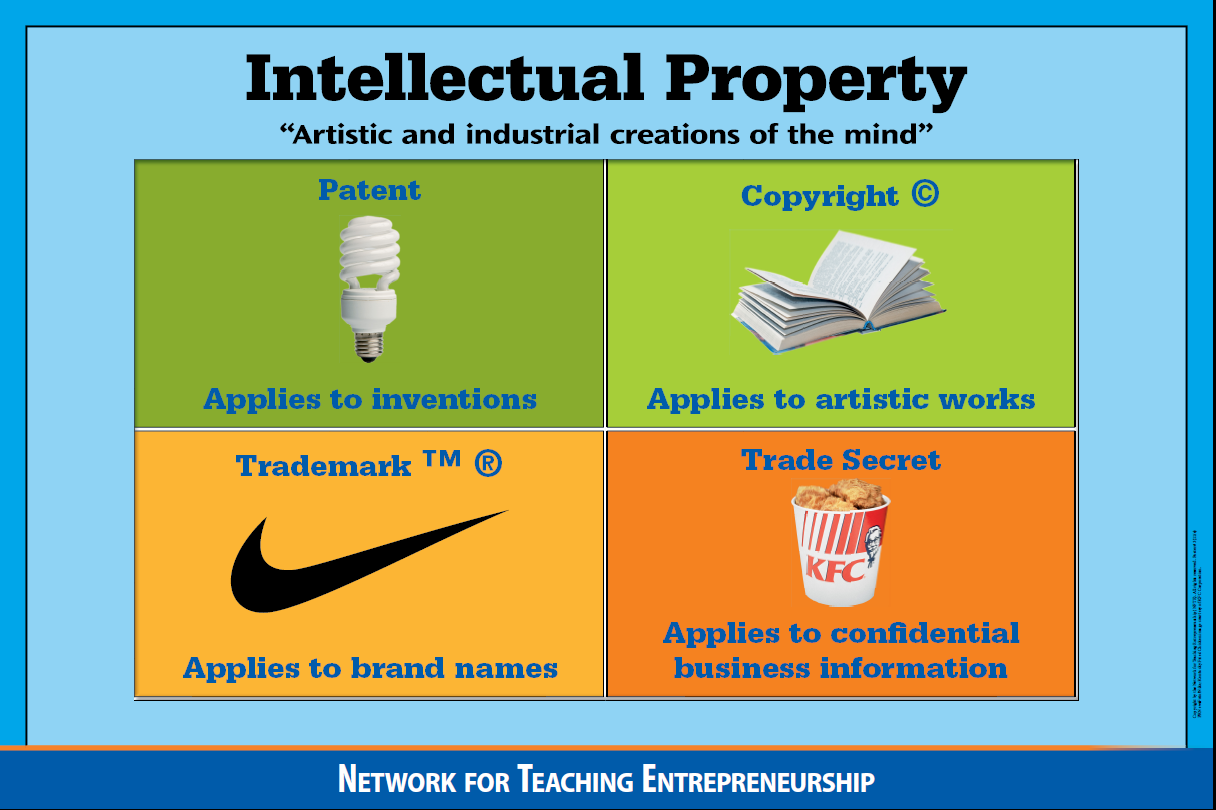 Intellectual Property
“Artistic and industrial creations of the mind”
Patent
Applies to inventions
Copyright ©
Applies to artistic works
Trademark ™ ®
Applies to brand names
Trade Secret
KFC
Applies to confidential
business information
NETWORK FOR TEACHING ENTREPRENEURSHIP